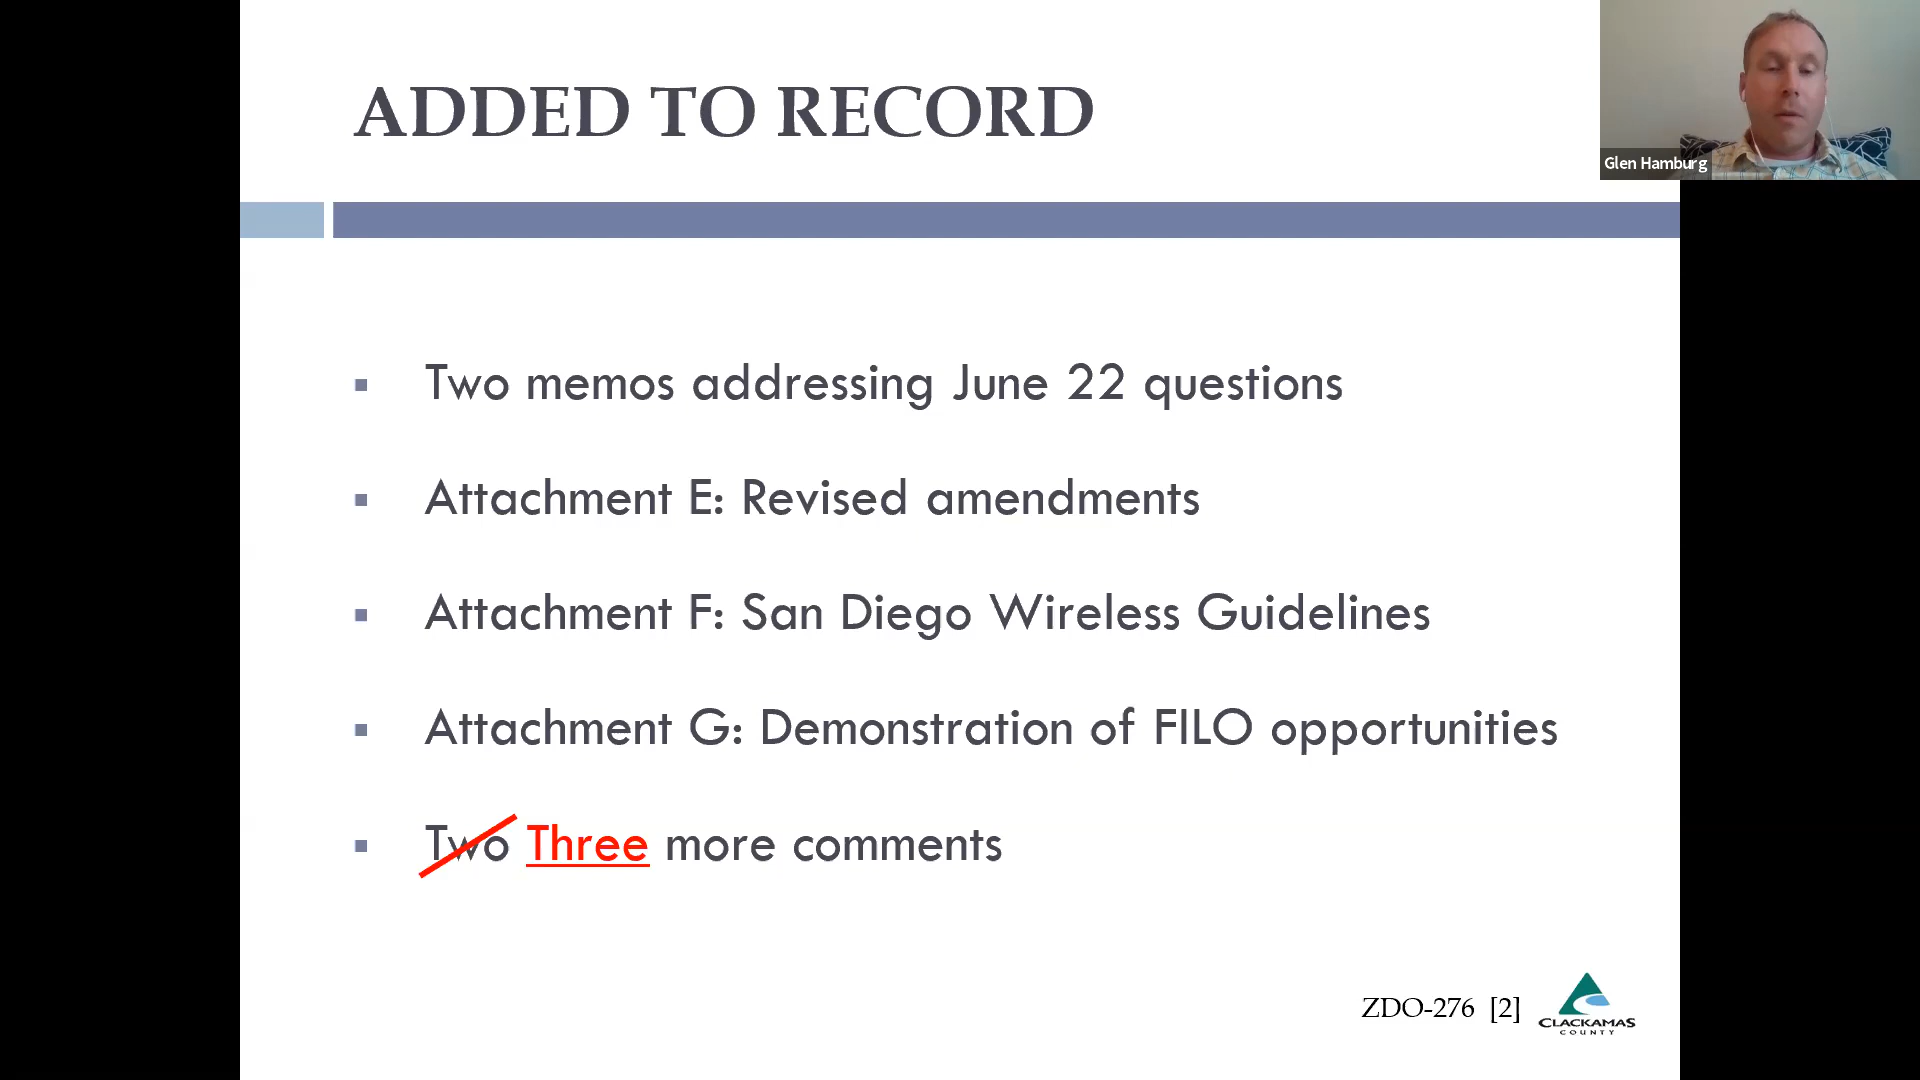 ADDED TO RECORD
Glen Hamburg
▪ Two memos addressing June 22 questions
▪ Attachment E: Revised amendments
▪ Attachment F: San Diego Wireless Guidelines
▪ Attachment G: Demonstration of FILO opportunities
▪ Two Three more comments
ZDO-276 [2]
CLACKAMAS
COUNTY